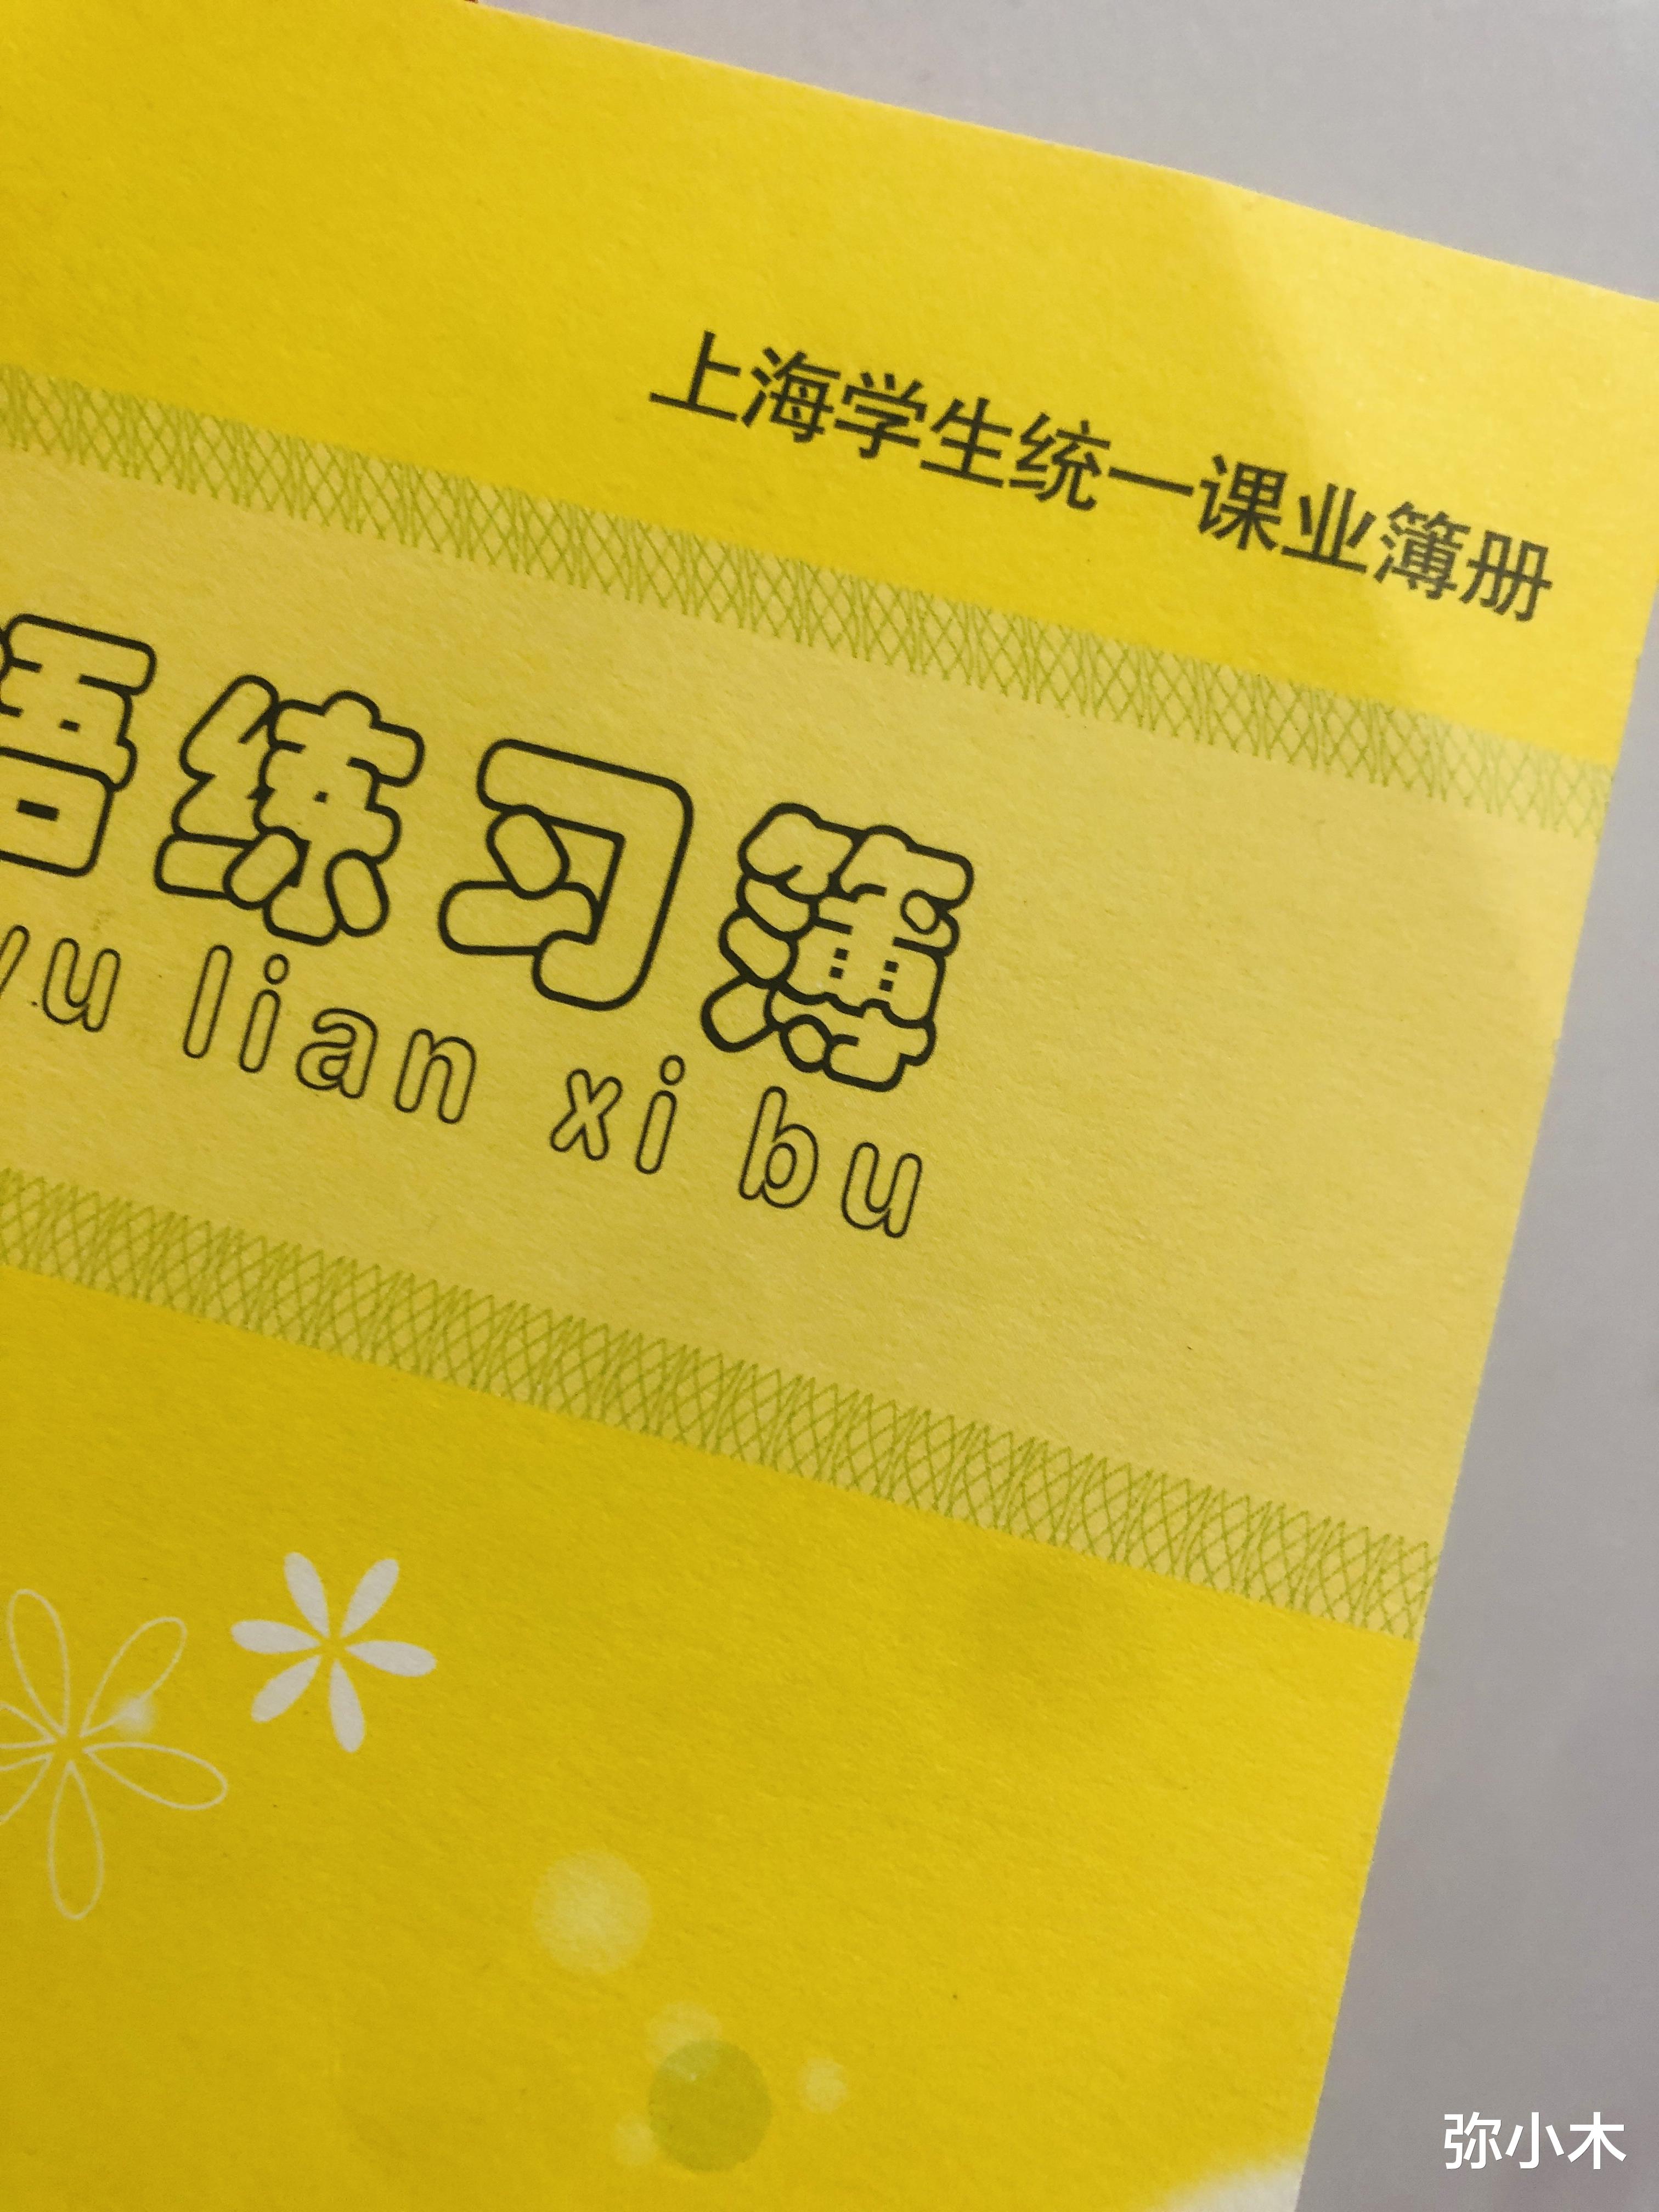 上海学生统一课业簿册
语练习簿
yu lian xi bu
弥小木